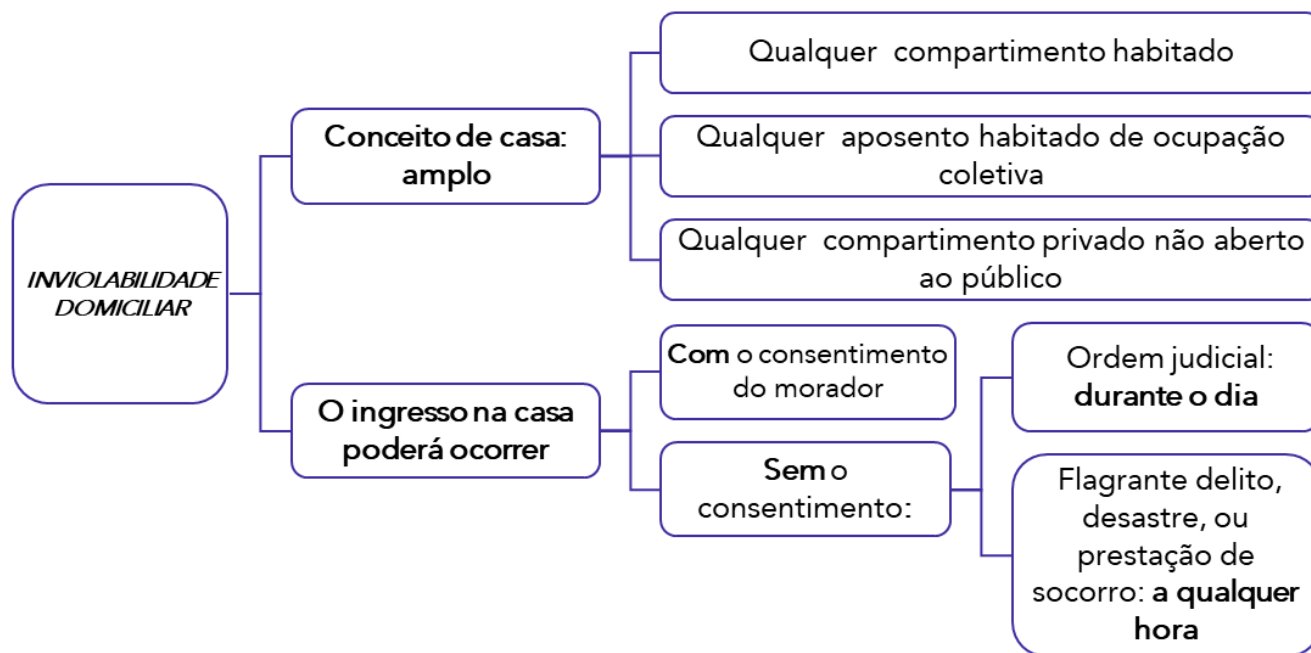 INVIOLABILIDADE
DOMICILIAR
Conceito de casa:
amplo
Qualquer compartimento habitado
Qualquer aposento habitado de ocupação
coletiva
Qualquer compartimento privado não aberto
ao público
O ingresso na casa
poderá ocorrer
Com o consentimento
do morador
Sem o
consentimento:
Ordem judicial:
durante o dia
Flagrante delito,
desastre, ou
prestação de
socorro: a qualquer
hora